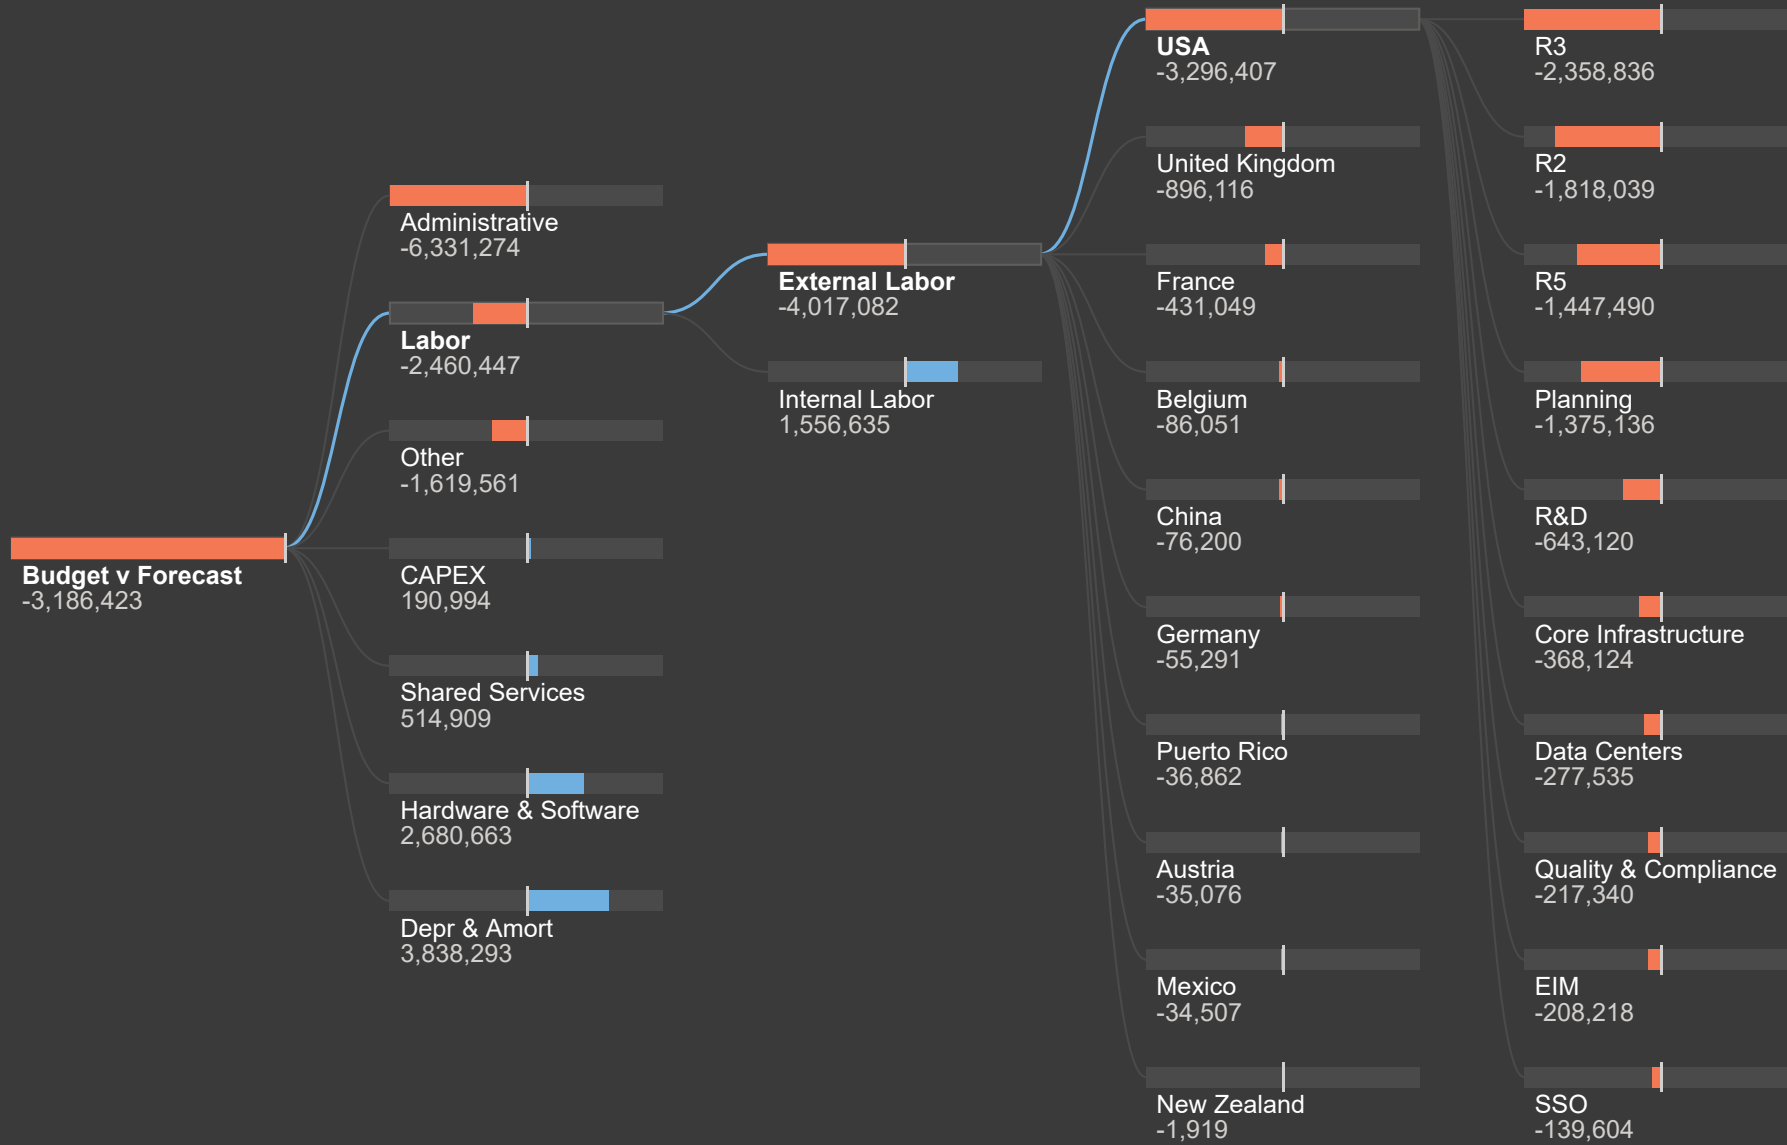 Budget v Forecast
-3,186,423
Administrative
-6,331,274
Labor
-2,460,447
Other
-1,619,561
CAPEX
190,994
Shared Services
514,909
Hardware & Software
2,680,663
Depr & Amort
3,838,293
External Labor
-4,017,082
Internal Labor
1,556,635
USA
-3,296,407
United Kingdom
-896,116
France
-431,049
Belgium
-86,051
China
-76,200
Germany
-55,291
Puerto Rico
-36,862
Austria
-35,076
Mexico
-34,507
New Zealand
-1,919
R3
-2,358,836
R2
-1,818,039
R5
-1,447,490
Planning
-1,375,136
R&D
-643,120
Core Infrastructure
-368,124
Data Centers
-277,535
Quality & Compliance
-217,340
EIM
-208,218
SSO
-139,604